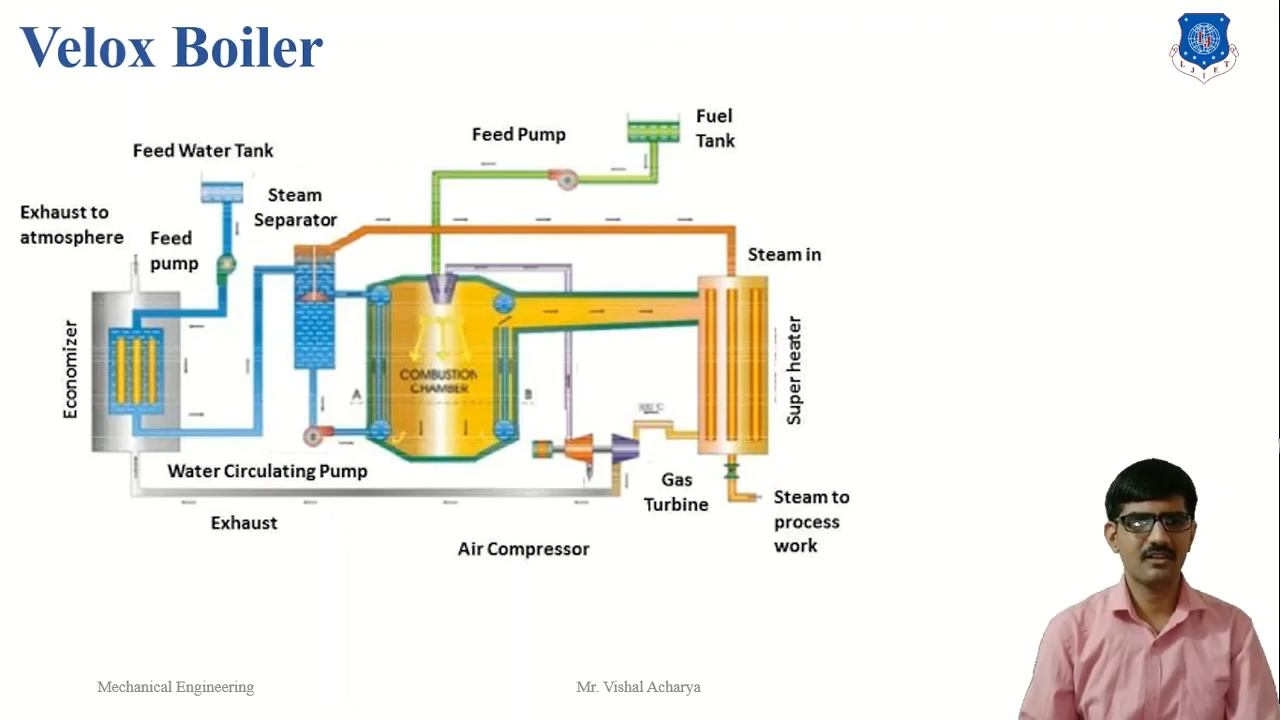 Velox Boiler
L J I E T
Fuel
Tank
Feed Pump
Feed Water Tank
Steam
Separator
Exhaust to
atmosphere
Feed
pump
Steam in
Economizer
COMBUSTION
CHAMBER
A
B
Super heater
Water Circulating Pump
Gas
Turbine
Steam to
process
work
Exhaust
Air Compressor
Mechanical Engineering
Mr. Vishal Acharya